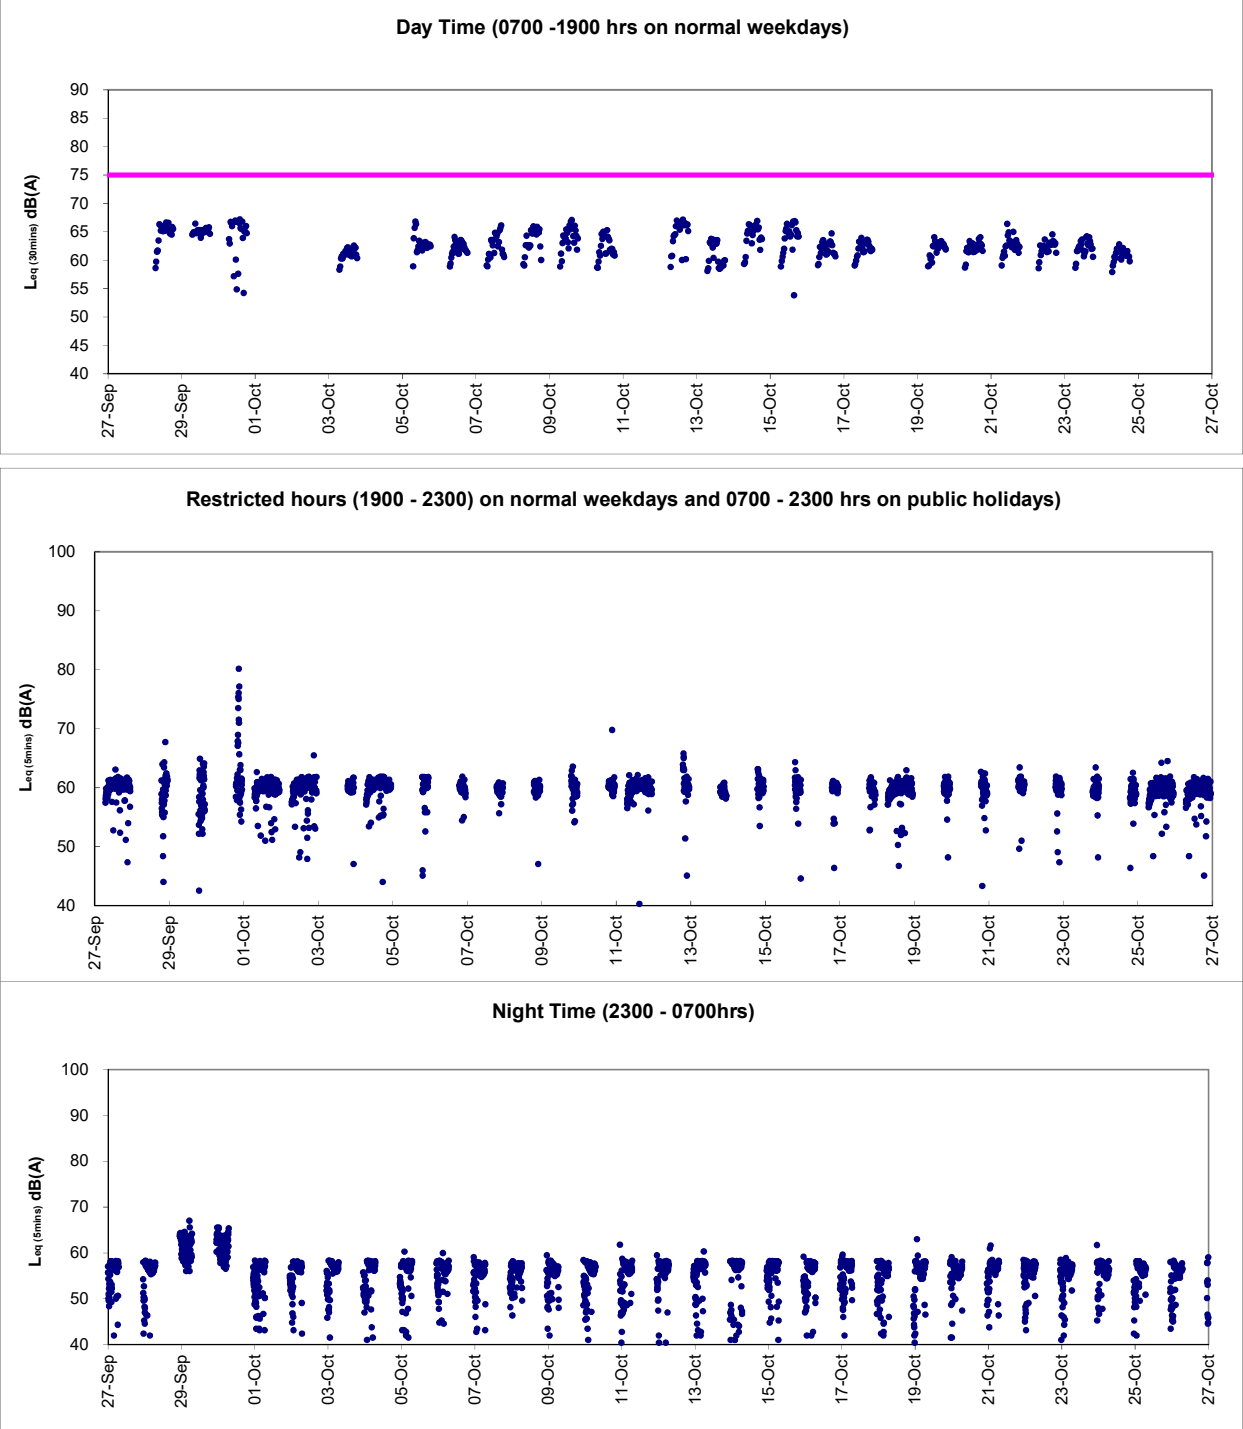 Day Time (0700 -1900 hrs on normal weekdays)
90
85
80
75
70
65
60
55
50
45
40
Leq (30mins) dB(A)
27-Sep
29-Sep
01-Oct
03-Oct
05-Oct
07-Oct
09-Oct
11-Oct
13-Oct
15-Oct
17-Oct
19-Oct
21-Oct
23-Oct
25-Oct
27-Oct
Restricted hours (1900 - 2300) on normal weekdays and 0700 - 2300 hrs on public holidays)
100
90
80
70
60
50
40
Leq (5mins) dB(A)
27-Sep
29-Sep
01-Oct
03-Oct
05-Oct
07-Oct
09-Oct
11-Oct
13-Oct
15-Oct
17-Oct
19-Oct
21-Oct
23-Oct
25-Oct
27-Oct
Night Time (2300 - 0700hrs)
100
90
80
70
60
50
40
Leq (5mins) dB(A)
27-Sep
29-Sep
01-Oct
03-Oct
05-Oct
07-Oct
09-Oct
11-Oct
13-Oct
15-Oct
17-Oct
19-Oct
21-Oct
23-Oct
25-Oct
27-Oct